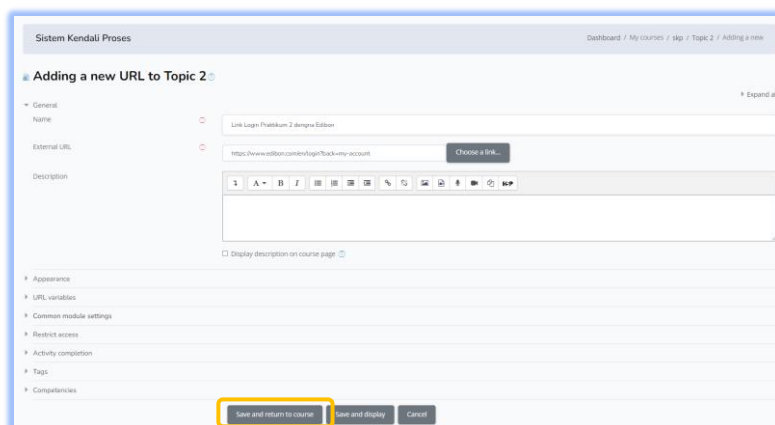 Sistem Kendali Proses
Dashboard / My courses / skp / Topic 2 / Adding a new
Adding a new URL to Topic 2
Expand al
General
Name
Link Login Praktikum 2 dengna Edibon
External URL
https://www.edibon.com/en/login?back=my-account
Choose a link...
Description
A B I
H-P
Display description on course page
Appearance
URL variables
Common module settings
Restrict access
Activity completion
Tags
Competencies
Save and return to course
Save and display
Cancel